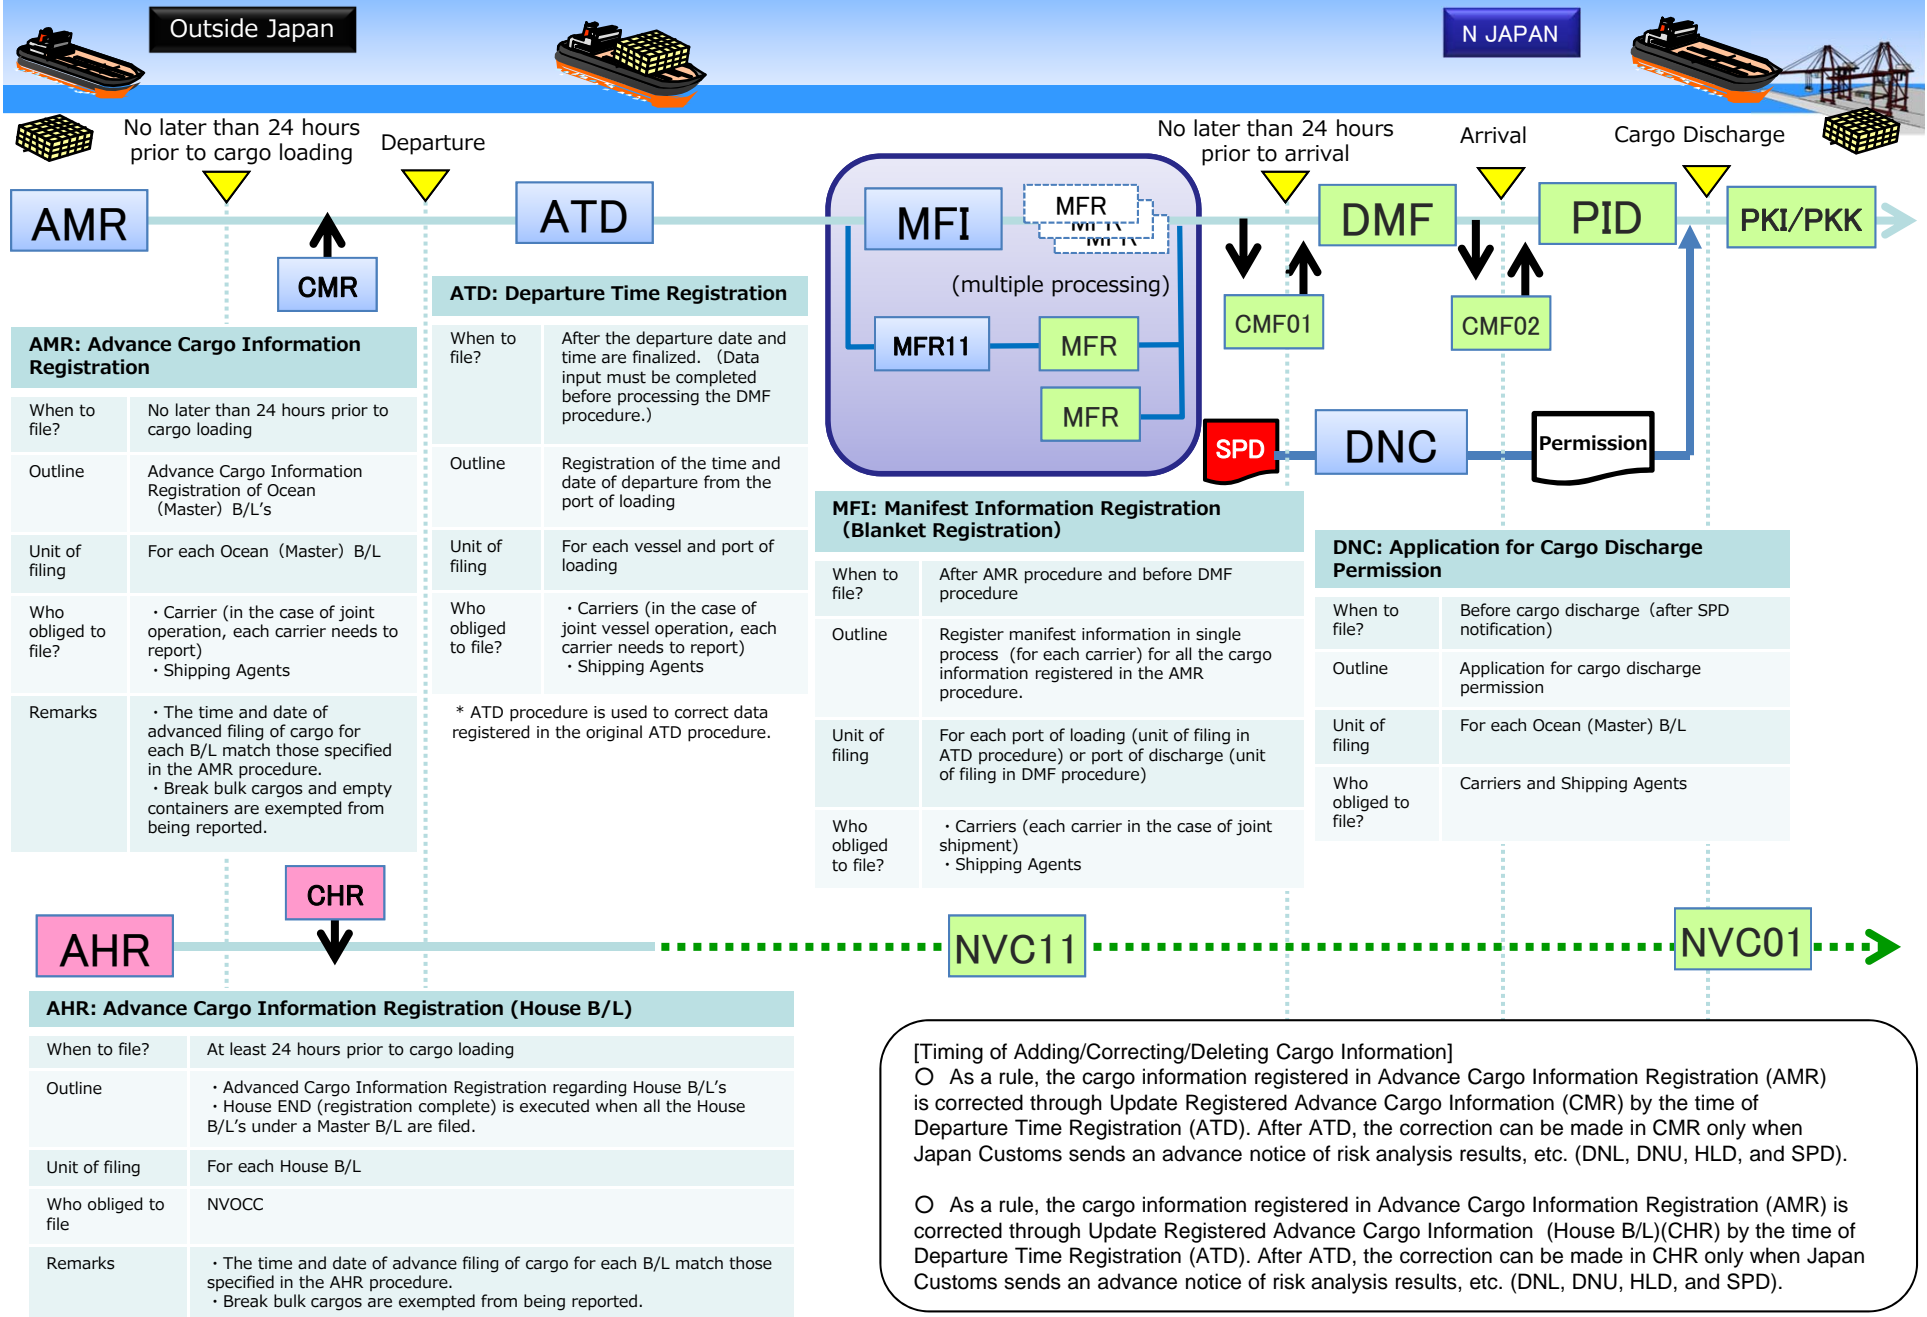 Outside Japan
N JAPAN
No later than 24 hours
prior to cargo loading
Departure
No later than 24 hours
prior to arrival
Arrival
Cargo Discharge
AMR
CMR
ATD
MFI
MFR
MFR
MFR
(multiple processing)
MFR11
MFR
MFR
DMF
PID
PKI/PKK
CMF01
CMF02
SPD
DNC
Permission
AMR: Advance Cargo Information
Registration
When to
file?
No later than 24 hours prior to
cargo loading
Outline
Advance Cargo Information
Registration of Ocean
（Master）B/L's
Unit of
filing
For each Ocean（Master）B/L
Who
obliged to
file?
・Carrier (in the case of joint
operation, each carrier needs to
report)
・Shipping Agents
Remarks
・The time and date of
advanced filing of cargo for
each B/L match those specified
in the AMR procedure.
・Break bulk cargos and empty
containers are exempted from
being reported.
ATD: Departure Time Registration
When to
file?
After the departure date and
time are finalized. （Data
input must be completed
before processing the DMF
procedure.）
Outline
Registration of the time and
date of departure from the
port of loading
Unit of
filing
For each vessel and port of
loading
Who
obliged
to file?
・Carriers (in the case of
joint vessel operation, each
carrier needs to report)
・Shipping Agents
* ATD procedure is used to correct data
registered in the original ATD procedure.
MFI: Manifest Information Registration
（Blanket Registration）
When to
file?
After AMR procedure and before DMF
procedure
Outline
Register manifest information in single
process （for each carrier) for all the cargo
information registered in the AMR
procedure.
Unit of
filing
For each port of loading (unit of filing in
ATD procedure) or port of discharge (unit
of filing in DMF procedure)
Who
obliged
to file?
・Carriers (each carrier in the case of joint
shipment)
・Shipping Agents
DNC: Application for Cargo Discharge
Permission
When to
file?
Before cargo discharge（after SPD
notification）
Outline
Application for cargo discharge
permission
Unit of
filing
For each Ocean (Master) B/L
Who
obliged to
file?
Carriers and Shipping Agents
CHR
AHR
NVC11
NVC01
AHR: Advance Cargo Information Registration (House B/L)
When to file?
At least 24 hours prior to cargo loading
Outline
・Advanced Cargo Information Registration regarding House B/L's
・House END (registration complete) is executed when all the House
B/L's under a Master B/L are filed.
Unit of filing
For each House B/L
Who obliged to
file
NVOCC
Remarks
・The time and date of advance filing of cargo for each B/L match those
specified in the AHR procedure.
・Break bulk cargos are exempted from being reported.
[Timing of Adding/Correcting/Deleting Cargo Information]
○ As a rule, the cargo information registered in Advance Cargo Information Registration (AMR)
is corrected through Update Registered Advance Cargo Information (CMR) by the time of
Departure Time Registration (ATD). After ATD, the correction can be made in CMR only when
Japan Customs sends an advance notice of risk analysis results, etc. (DNL, DNU, HLD, and SPD).
○ As a rule, the cargo information registered in Advance Cargo Information Registration (AMR) is
corrected through Update Registered Advance Cargo Information (House B/L)(CHR) by the time of
Departure Time Registration (ATD). After ATD, the correction can be made in CHR only when Japan
Customs sends an advance notice of risk analysis results, etc. (DNL, DNU, HLD, and SPD).